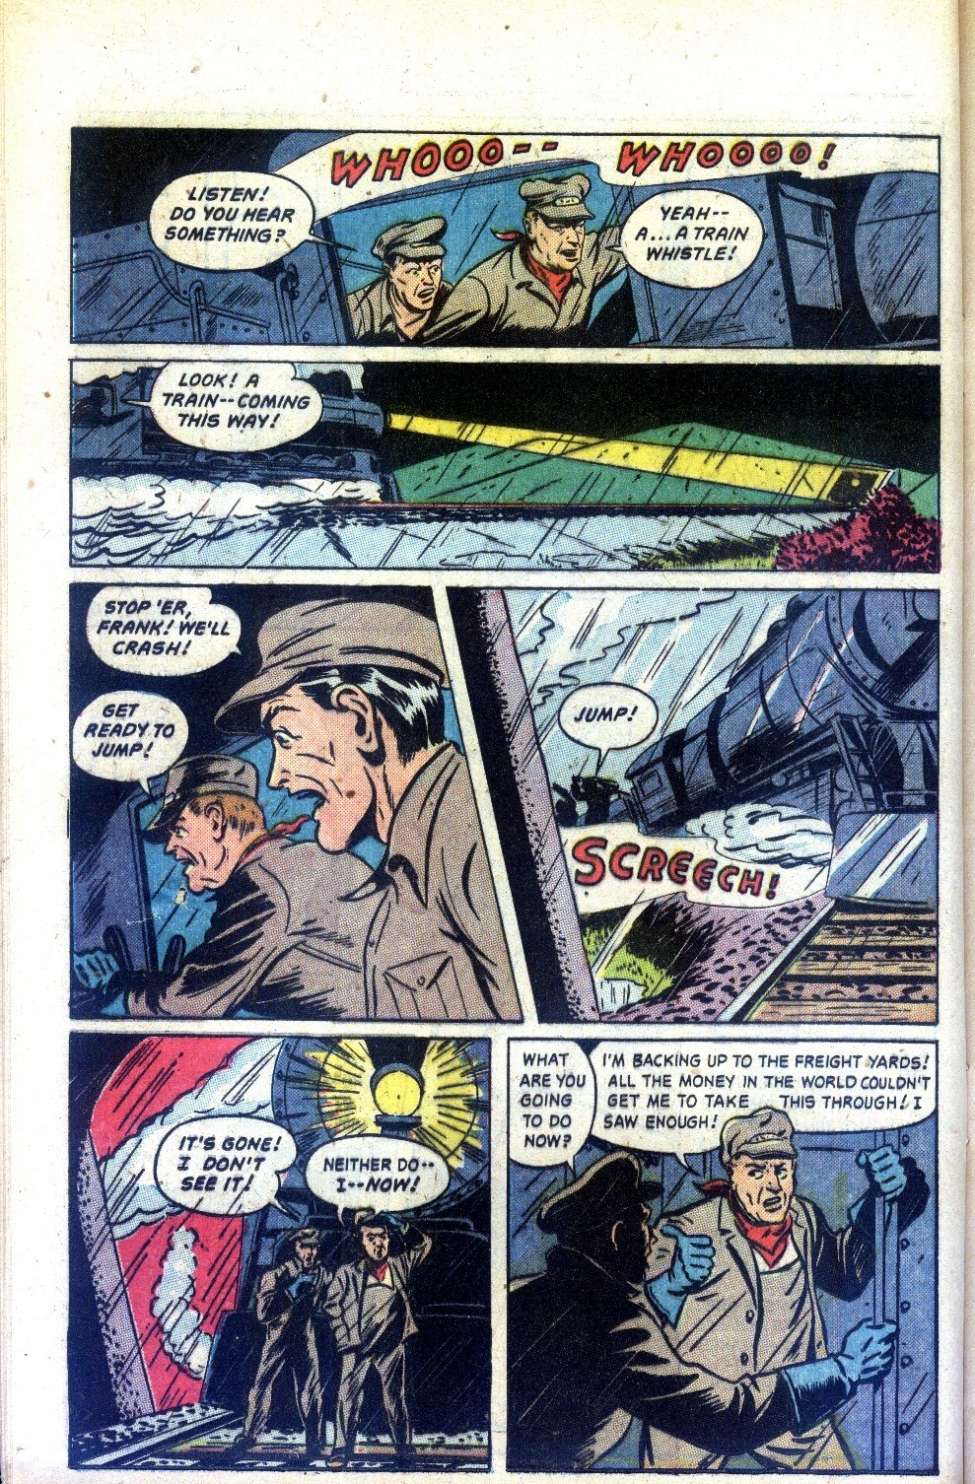 WHOOO-- WHOOOO!
LISTEN!
DO YOU HEAR
SOMETHING?
YEAH--
A...A TRAIN
WHISTLE!
LOOK! A
TRAIN--COMING
THIS WAY!
STOP 'ER,
FRANK! WE'LL
CRASH!
GET
READY TO
JUMP!
JUMP!
SCREECH!
IT'S GONE!
I DON'T
SEE IT!
NEITHER DO--
I--NOW!
WHAT
ARE YOU
GOING
TO DO
NOW?
I'M BACKING UP TO THE FREIGHT YARDS!
ALL THE MONEY IN THE WORLD COULDN'T
GET ME TO TAKE THIS THROUGH! I
SAW ENOUGH!